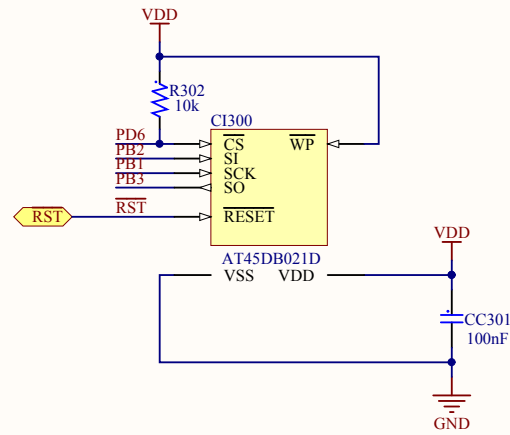 VDD
R302
10k
CI300
PD6
CS
WP
PB2
SI
PB1
SCK
PB3
SO
RST
RST
RESET
AT45DB021D
VSS
VDD
VDD
CC301
100nF
GND